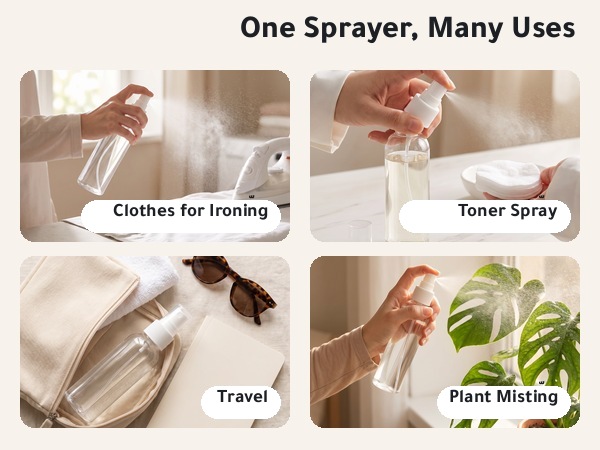 One Sprayer, Many Uses
Clothes for Ironing
Toner Spray
Travel
Plant Misting